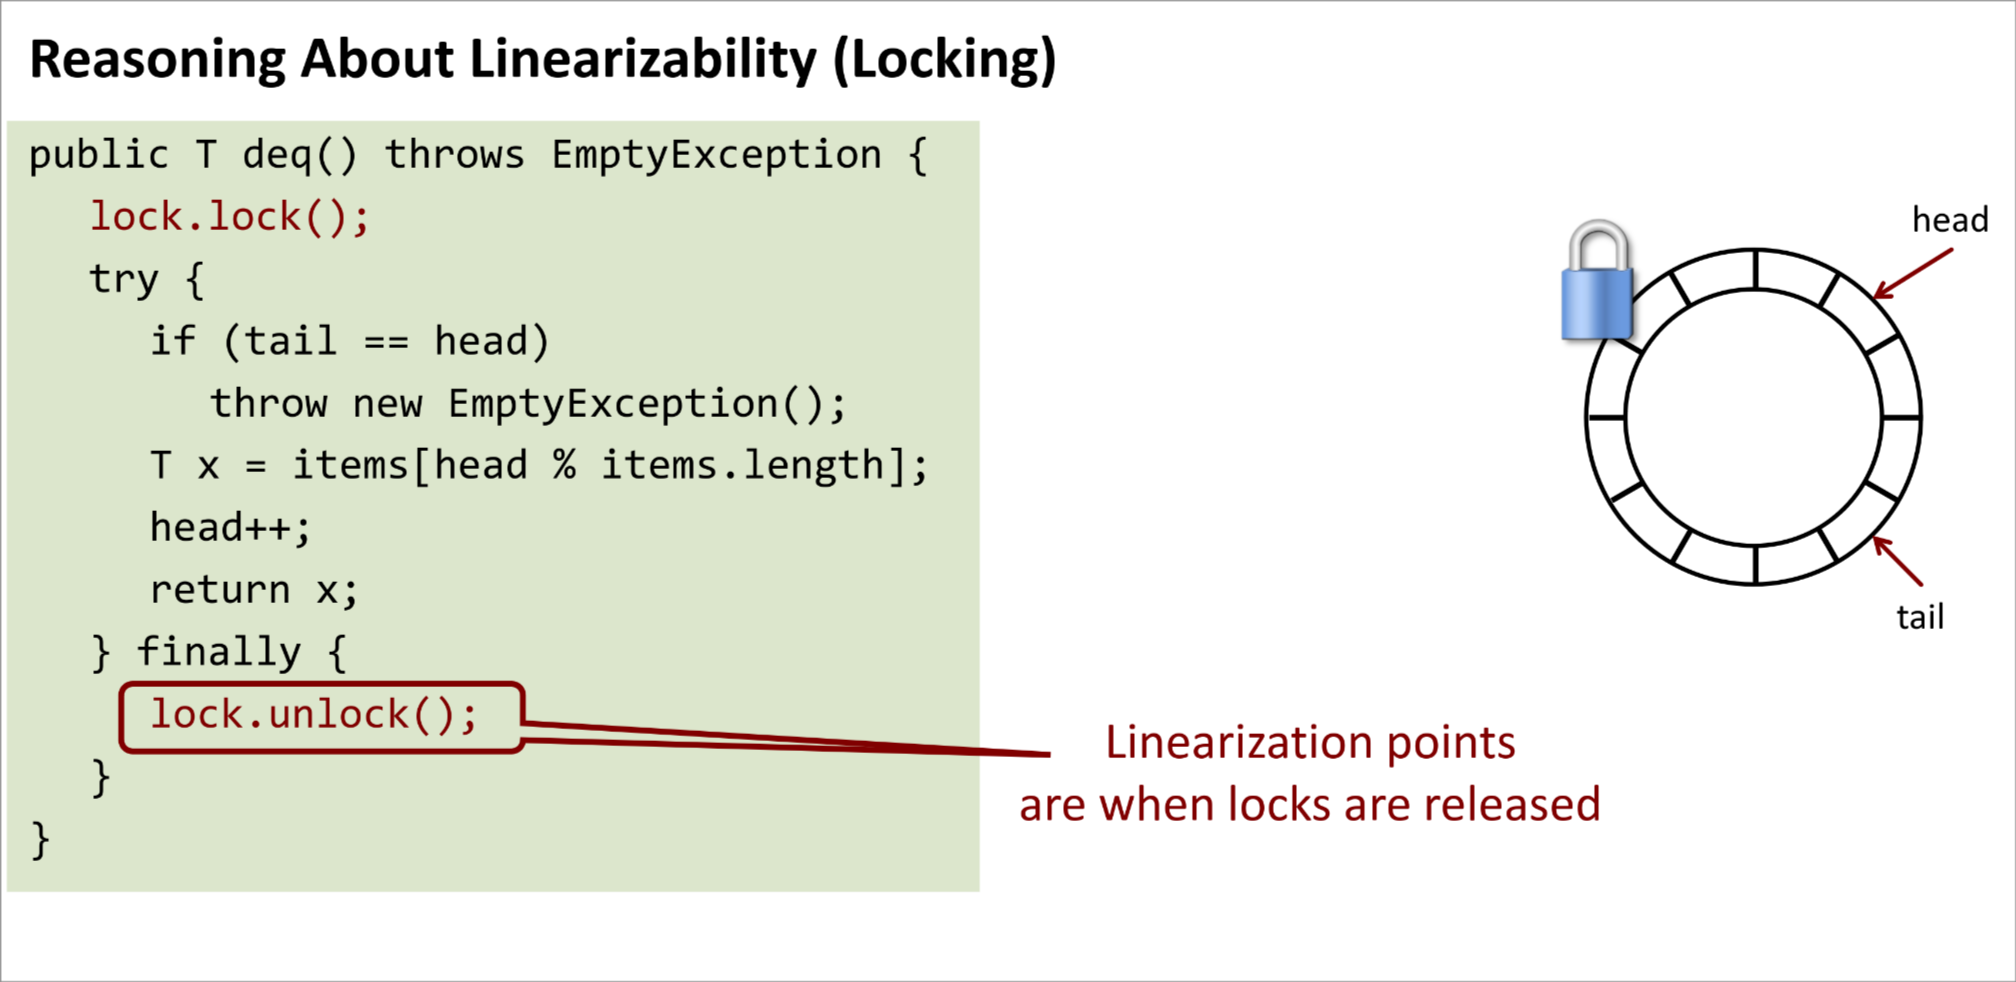 Reasoning About Linearizability (Locking)
public T deq() throws EmptyException {
lock.lock();
try {
if (tail == head)
throw new EmptyException();
T x = items[head % items.length];
head++;
return x;
} finally {
lock.unlock();
}
}
head
tail
Linearization points
are when locks are released